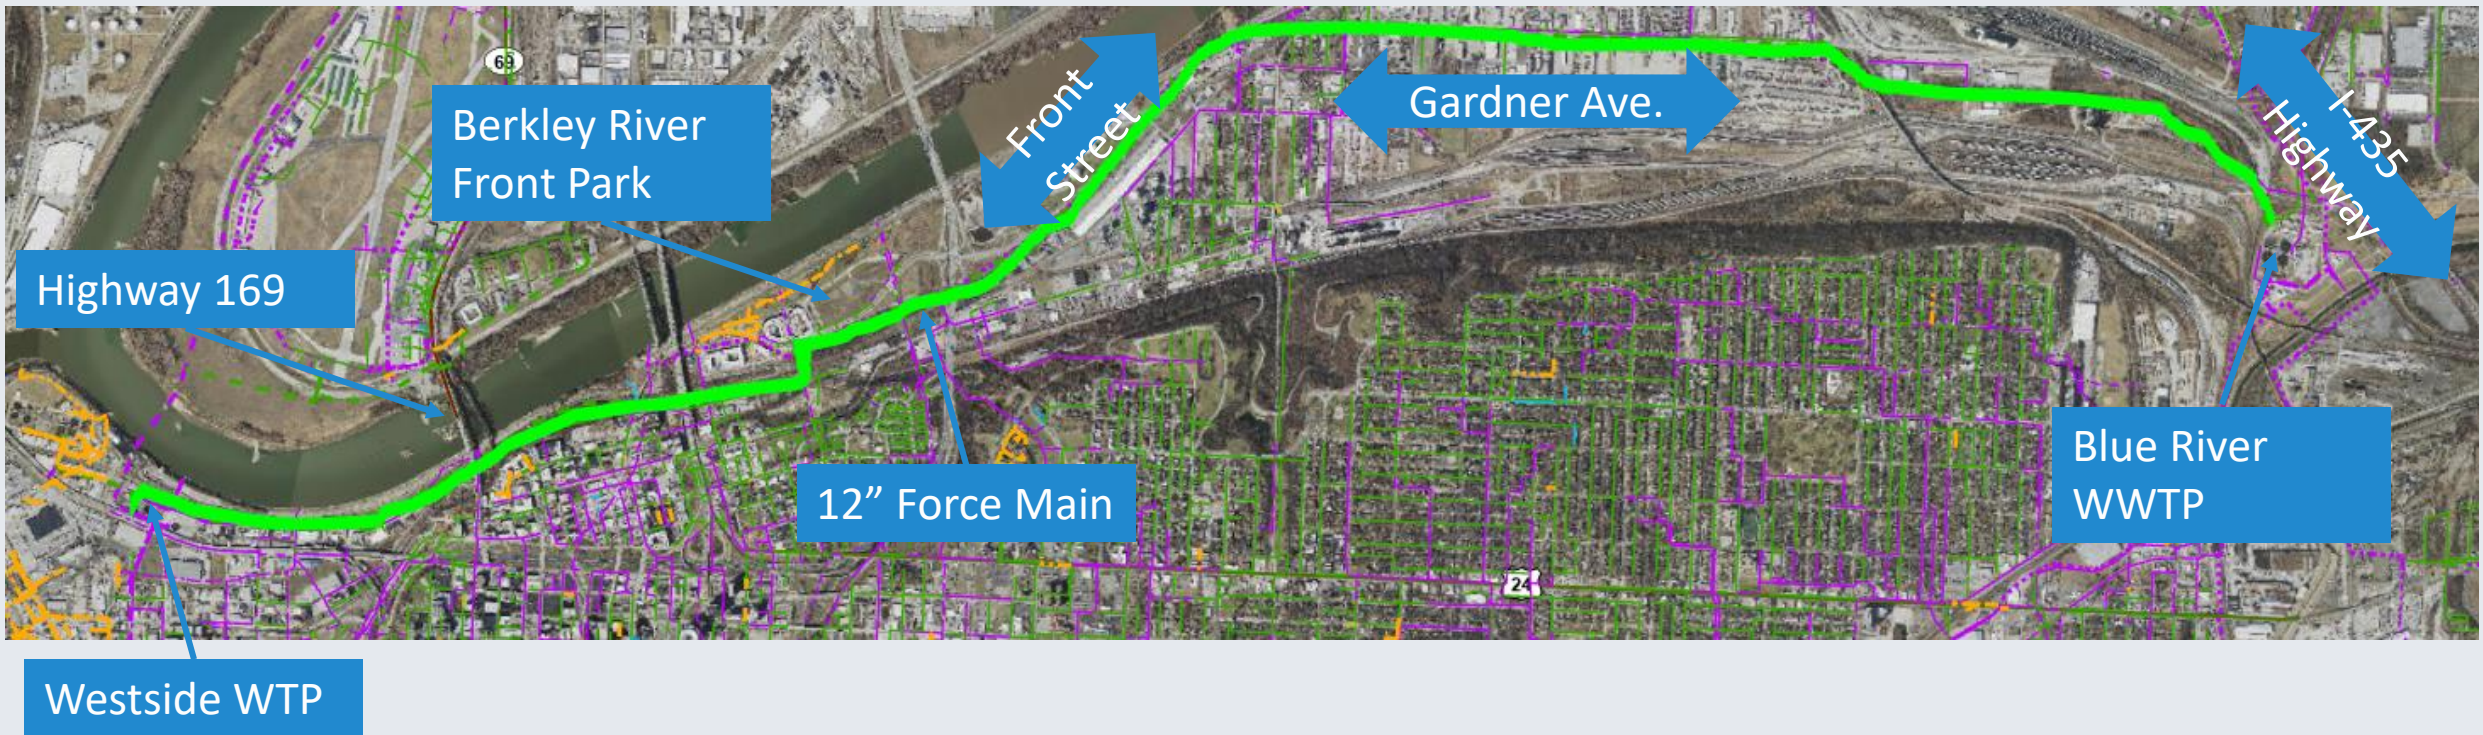 69
Berkley River
Front Park
Front
Street
Gardner Ave.
I-435
Highway
Highway 169
12” Force Main
Blue River
WWTP
24
Westside WTP